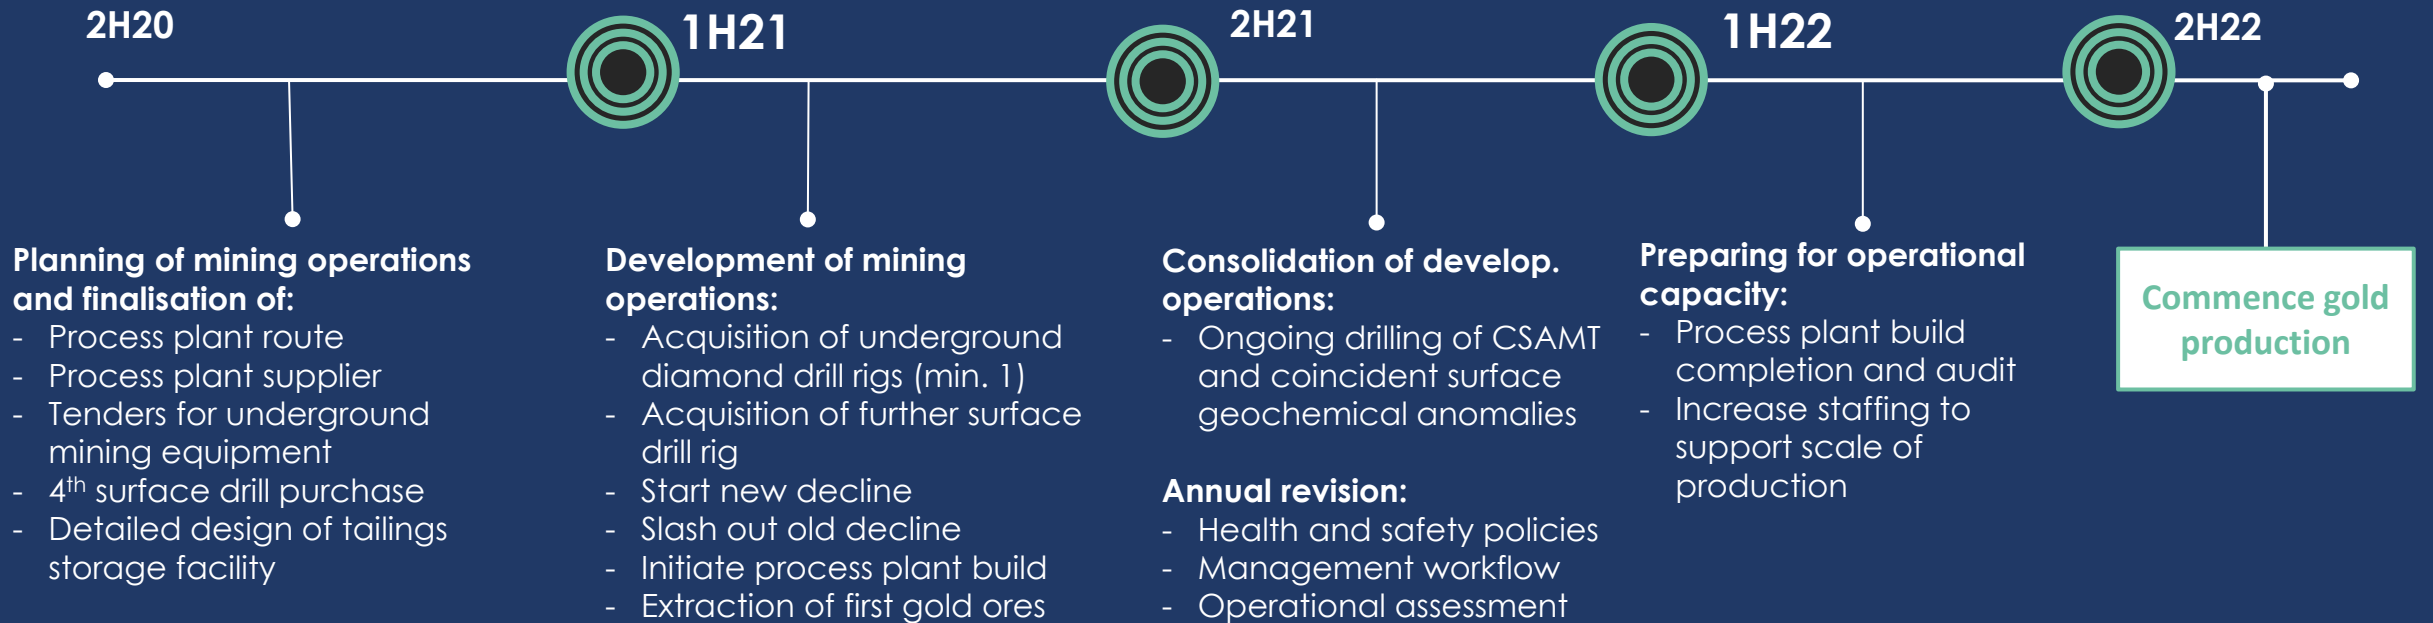 2H20
1H21
2H21
1H22
2H22
Planning of mining operations
and finalisation of:
- Process plant route
- Process plant supplier
- Tenders for underground
mining equipment
- 4th surface drill purchase
- Detailed design of tailings
storage facility
Development of mining
operations:
- Acquisition of underground
diamond drill rigs (min. 1)
- Acquisition of further surface
drill rig
- Start new decline
- Slash out old decline
- Initiate process plant build
- Extraction of first gold ores
Consolidation of develop.
operations:
- Ongoing drilling of CSAMT
and coincident surface
geochemical anomalies
Annual revision:
- Health and safety policies
- Management workflow
- Operational assessment
Preparing for operational
capacity:
- Process plant build
completion and audit
- Increase staffing to
support scale of
production
Commence gold
production